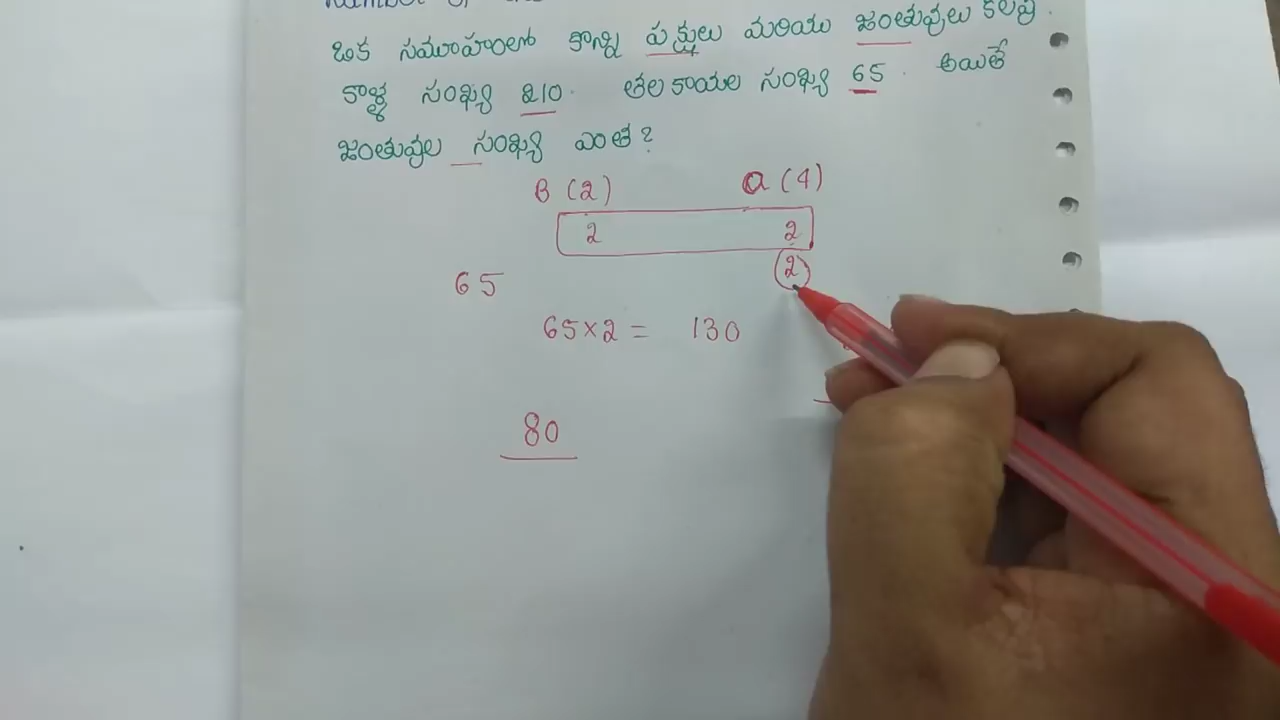 ఒక సమూహంలో కొన్ని పక్షులు మరియు జంతువులు కలవు.
కాళ్ళ సంఖ్య 210. తలకాయల సంఖ్య 65. అయితే
జంతువుల సంఖ్య ఎంత?
B (2) a (4)
2 2
2
65
65×2 = 130
80